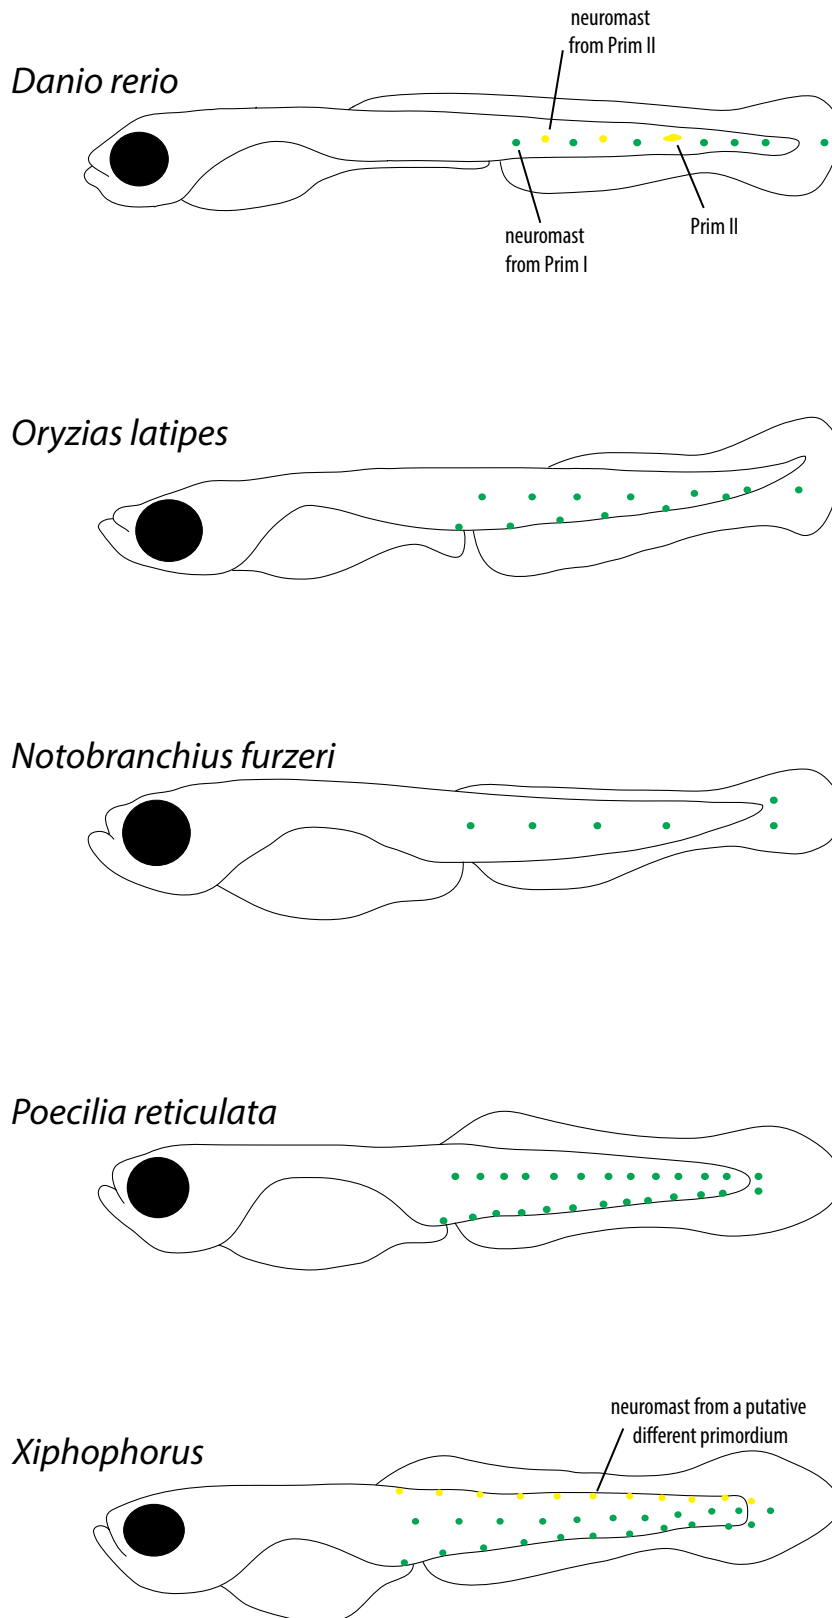 neuromast
from Prim II
Danio rerio
Prim II
neuromast
from Prim I
Oryzias latipes
Notobranchius furzeri
Poecilia reticulata
neuromast from a putative
different primordium
Xiphophorus